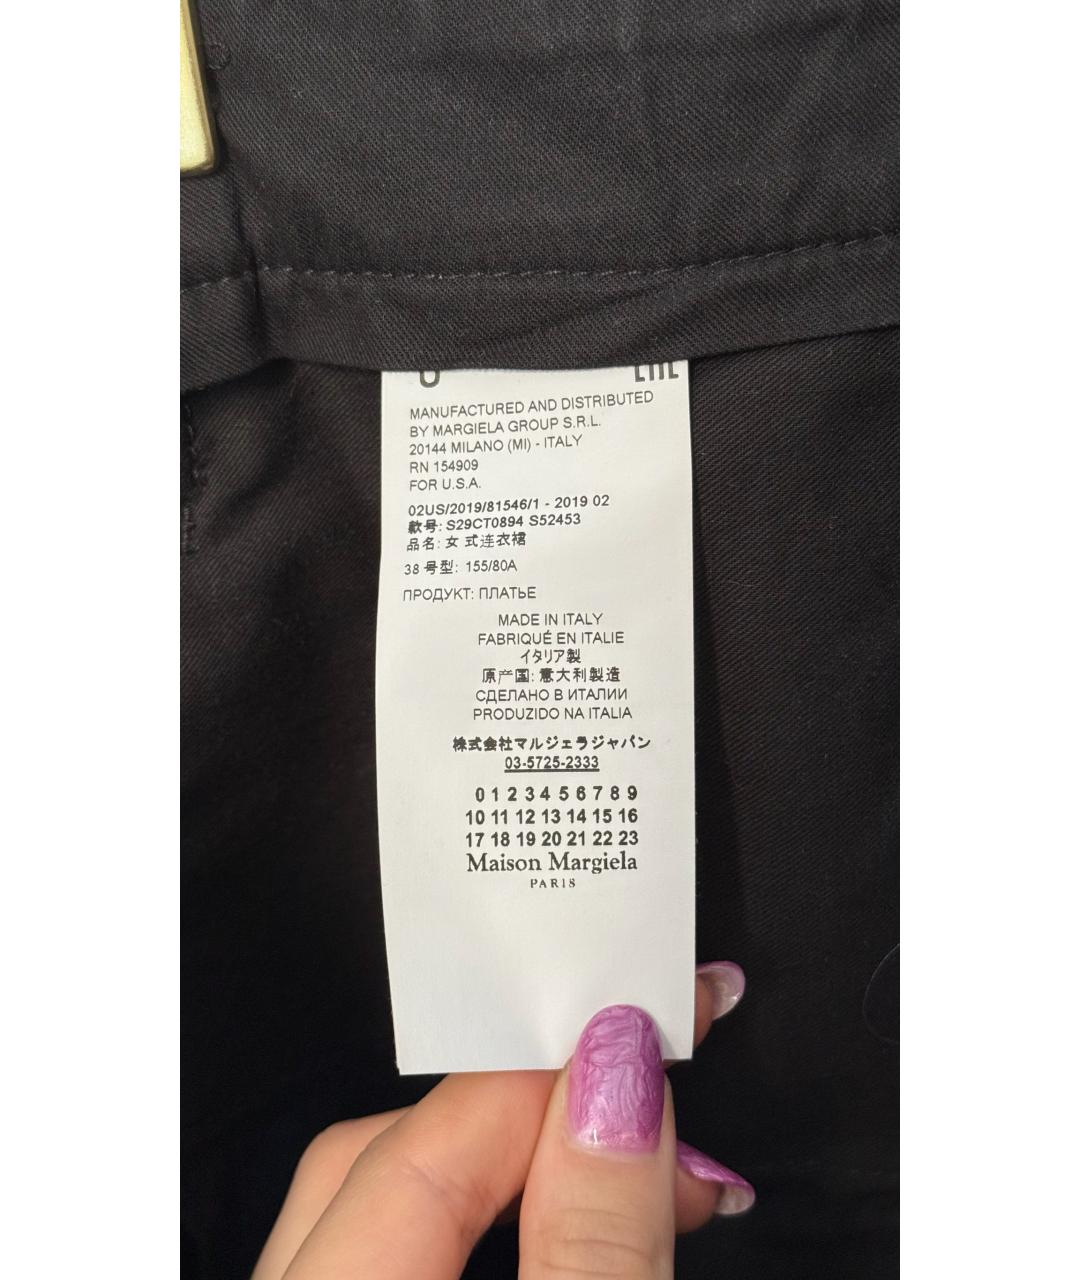 EAC
MANUFACTURED AND DISTRIBUTED
BY MARGIELA GROUP S.R.L.
20144 MILANO (MI) - ITALY
RN 154909
FOR U.S.A.
02US/2019/81546/1 - 2019 02
款号: S29CT0894 S52453
品名: 女 式连衣裙
38 号型: 155/80A
ПРОДУКТ: ПЛАТЬЕ
MADE IN ITALY
FABRIQUÉ EN ITALIE
イタリア製
原产国: 意大利製造
СДЕЛАНО В ИТАЛИИ
PRODUZIDO NA ITALIA
株式会社マルジェラジャパン
03-5725-2333
0 1 2 3 4 5 6 7 8 9
10 11 12 13 14 15 16
17 18 19 20 21 22 23
Maison Margiela
PARIS